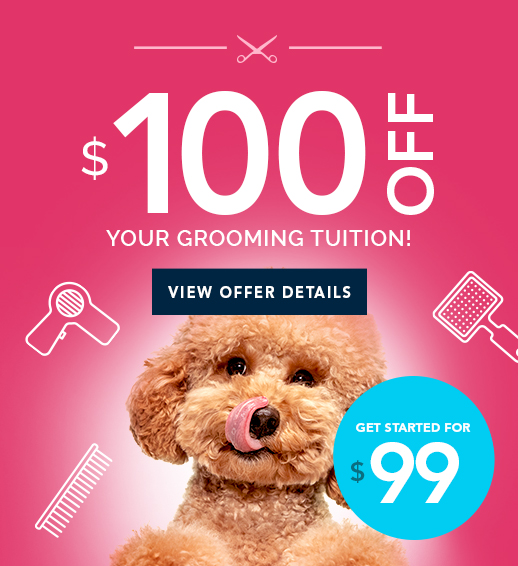 $100 OFF
YOUR GROOMING TUITION!
VIEW OFFER DETAILS
GET STARTED FOR
$99